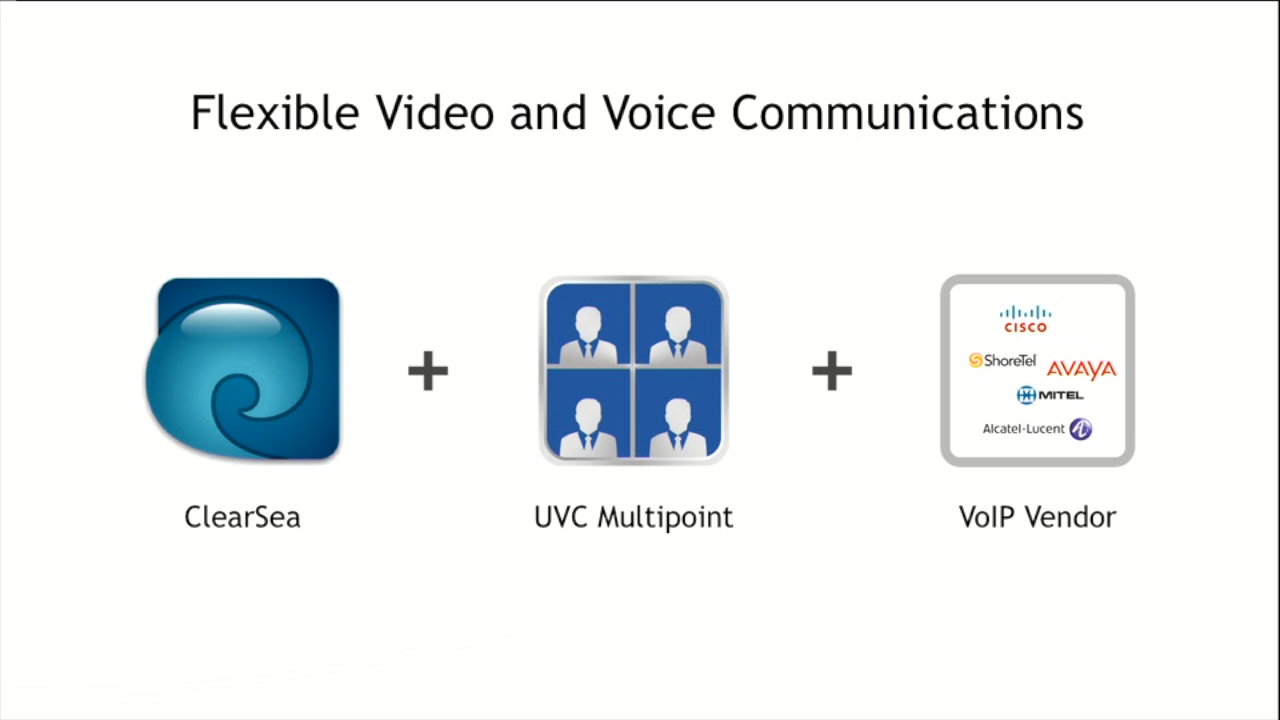 Flexible Video and Voice Communications
+
+
CISCO
ShoreTel
AVAYA
MITEL
Alcatel·Lucent
ClearSea
UVC Multipoint
VoIP Vendor